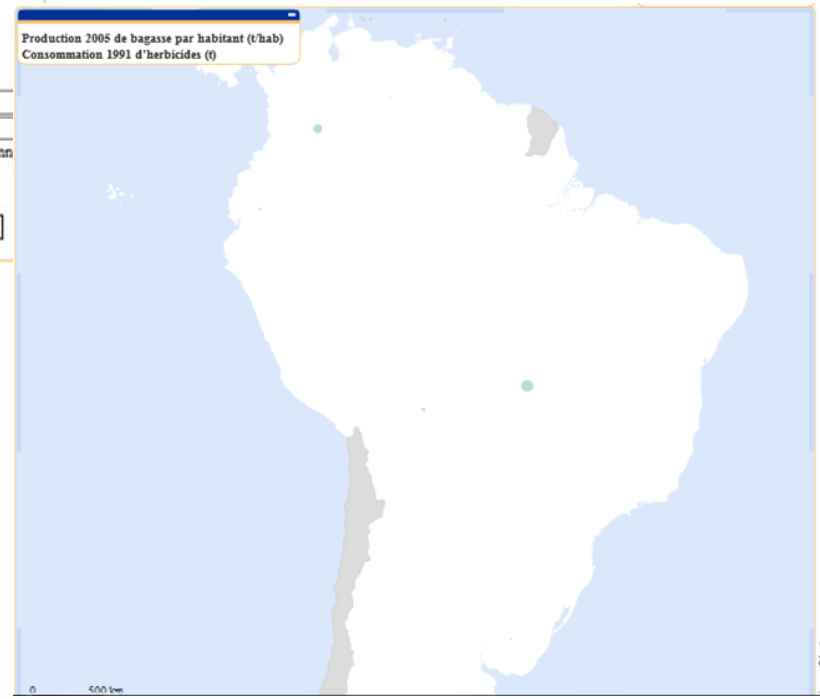 Production 2005 de bagasse par habitant (t/hab)
Consommation 1991 d'herbicides (t)
0 500 km